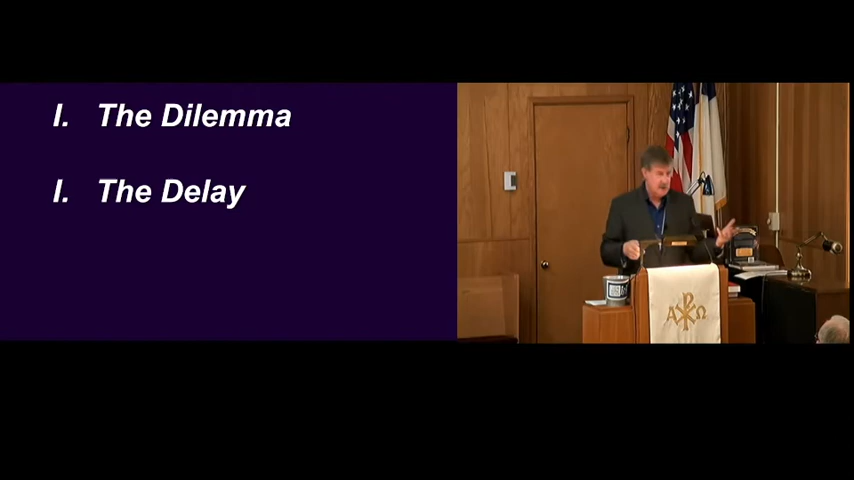 I. The Dilemma
I. The Delay
Α Ω